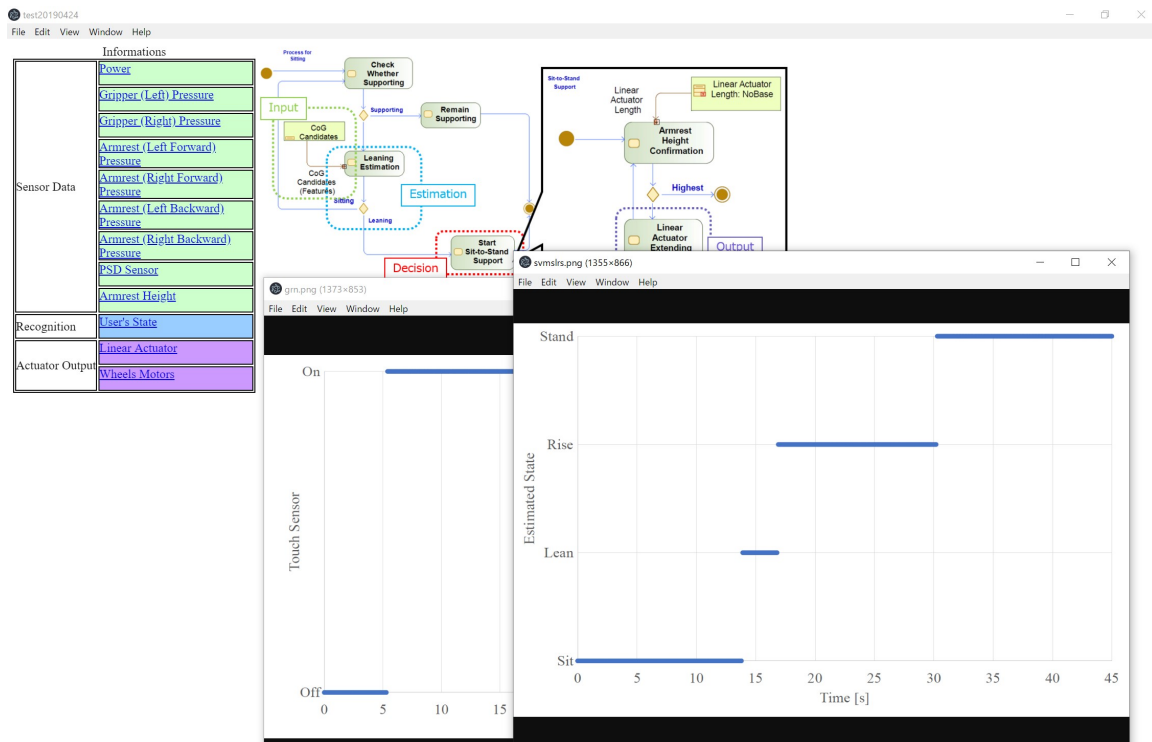 test20190424
File Edit View Window Help
Informations
Sensor Data
Power
Gripper (Left) Pressure
Gripper (Right) Pressure
Armrest (Left Forward)
Pressure
Armrest (Right Forward)
Pressure
Armrest (Left Backward)
Pressure
Armrest (Right Backward)
Pressure
PSD Sensor
Armrest Height
Recognition
User's State
Actuator Output
Linear Actuator
Wheels Motors
Process for
Sitting
Check
Whether
Supporting
Input
Supporting
Remain
Supporting
CoG
Candidates
Leaning
Estimation
CoG
Candidates
(Features)
Estimation
Sitting
Leaning
Start
Sit-to-Stand
Support
Decision
Sit-to-Stand
Support
Linear
Actuator
Length
Linear Actuator
Length: NoBase
Armrest
Height
Confirmation
Highest
Linear
Actuator
Extending
Output
grn.png (1373×853)
File Edit View Window Help
On
Touch Sensor
Off
0 5 10 15
svmslrs.png (1355×866)
File Edit View Window Help
Stand
Rise
Estimated State
Lean
Sit
0 5 10 15 20 25 30 35 40 45
Time [s]